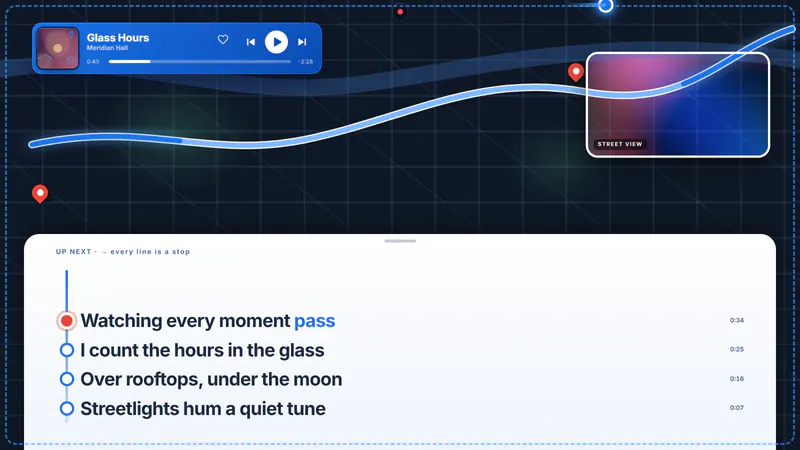 Glass Hours
Meridian Hall
0:45
-2:28
STREET VIEW
UP NEXT · → every line is a stop
Watching every moment pass
0:34
I count the hours in the glass
0:25
Over rooftops, under the moon
0:16
Streetlights hum a quiet tune
0:07